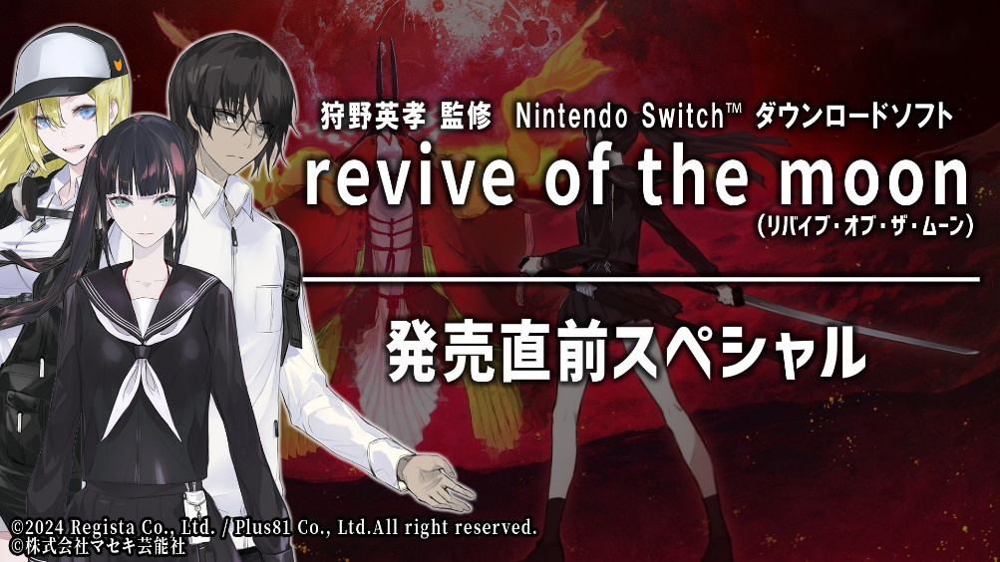 狩野英孝 監修 Nintendo Switch™ ダウンロードソフト
revive of the moon
(リバイブ・オブ・ザ・ムーン)
発売直前スペシャル
©2024 Regista Co., Ltd. / Plus81 Co., Ltd.All right reserved.
©株式会社マセキ芸能社